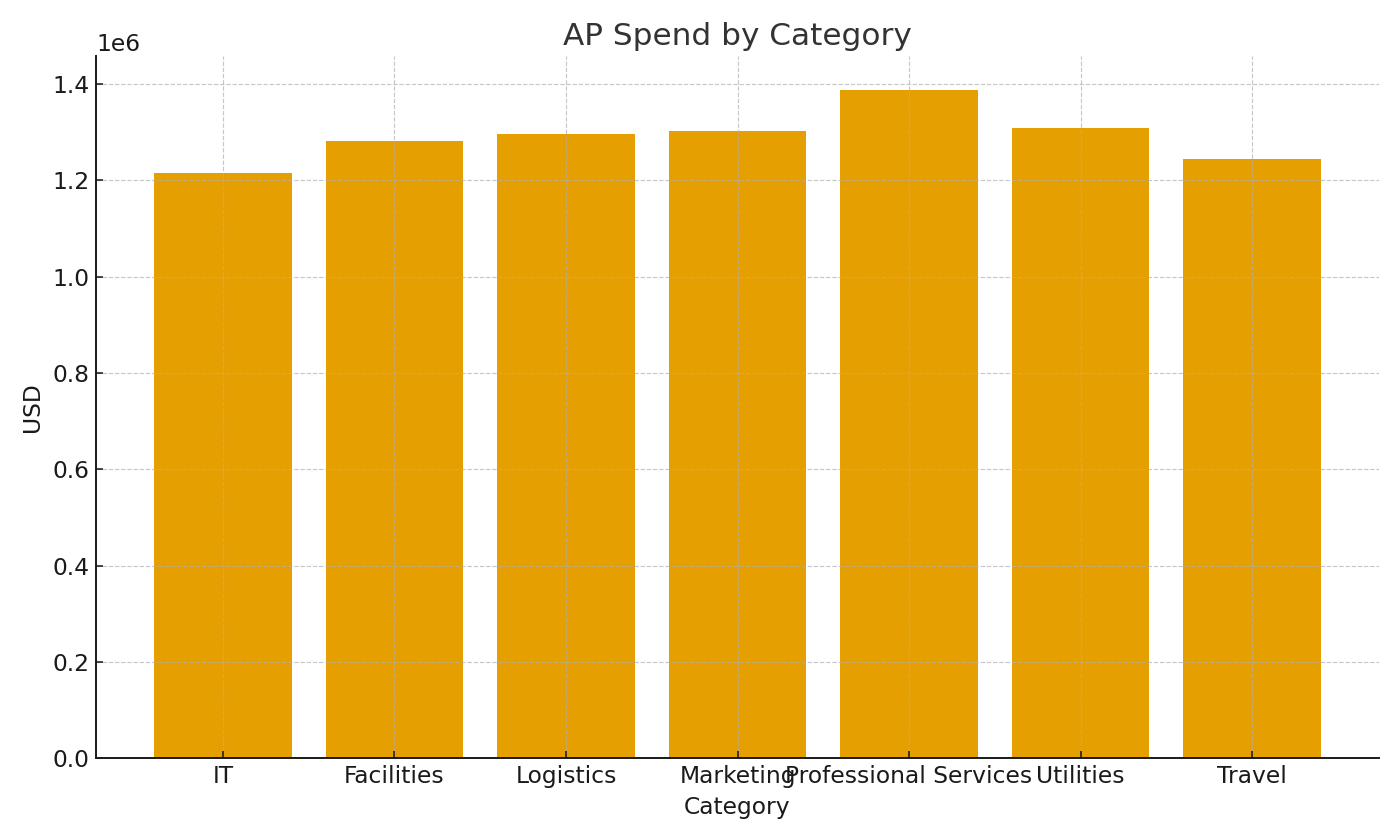 AP Spend by Category
1e6
1.4
1.2
1.0
0.8
0.6
0.4
0.2
0.0
USD
IT Facilities Logistics Marketing Professional Services Utilities Travel
Category